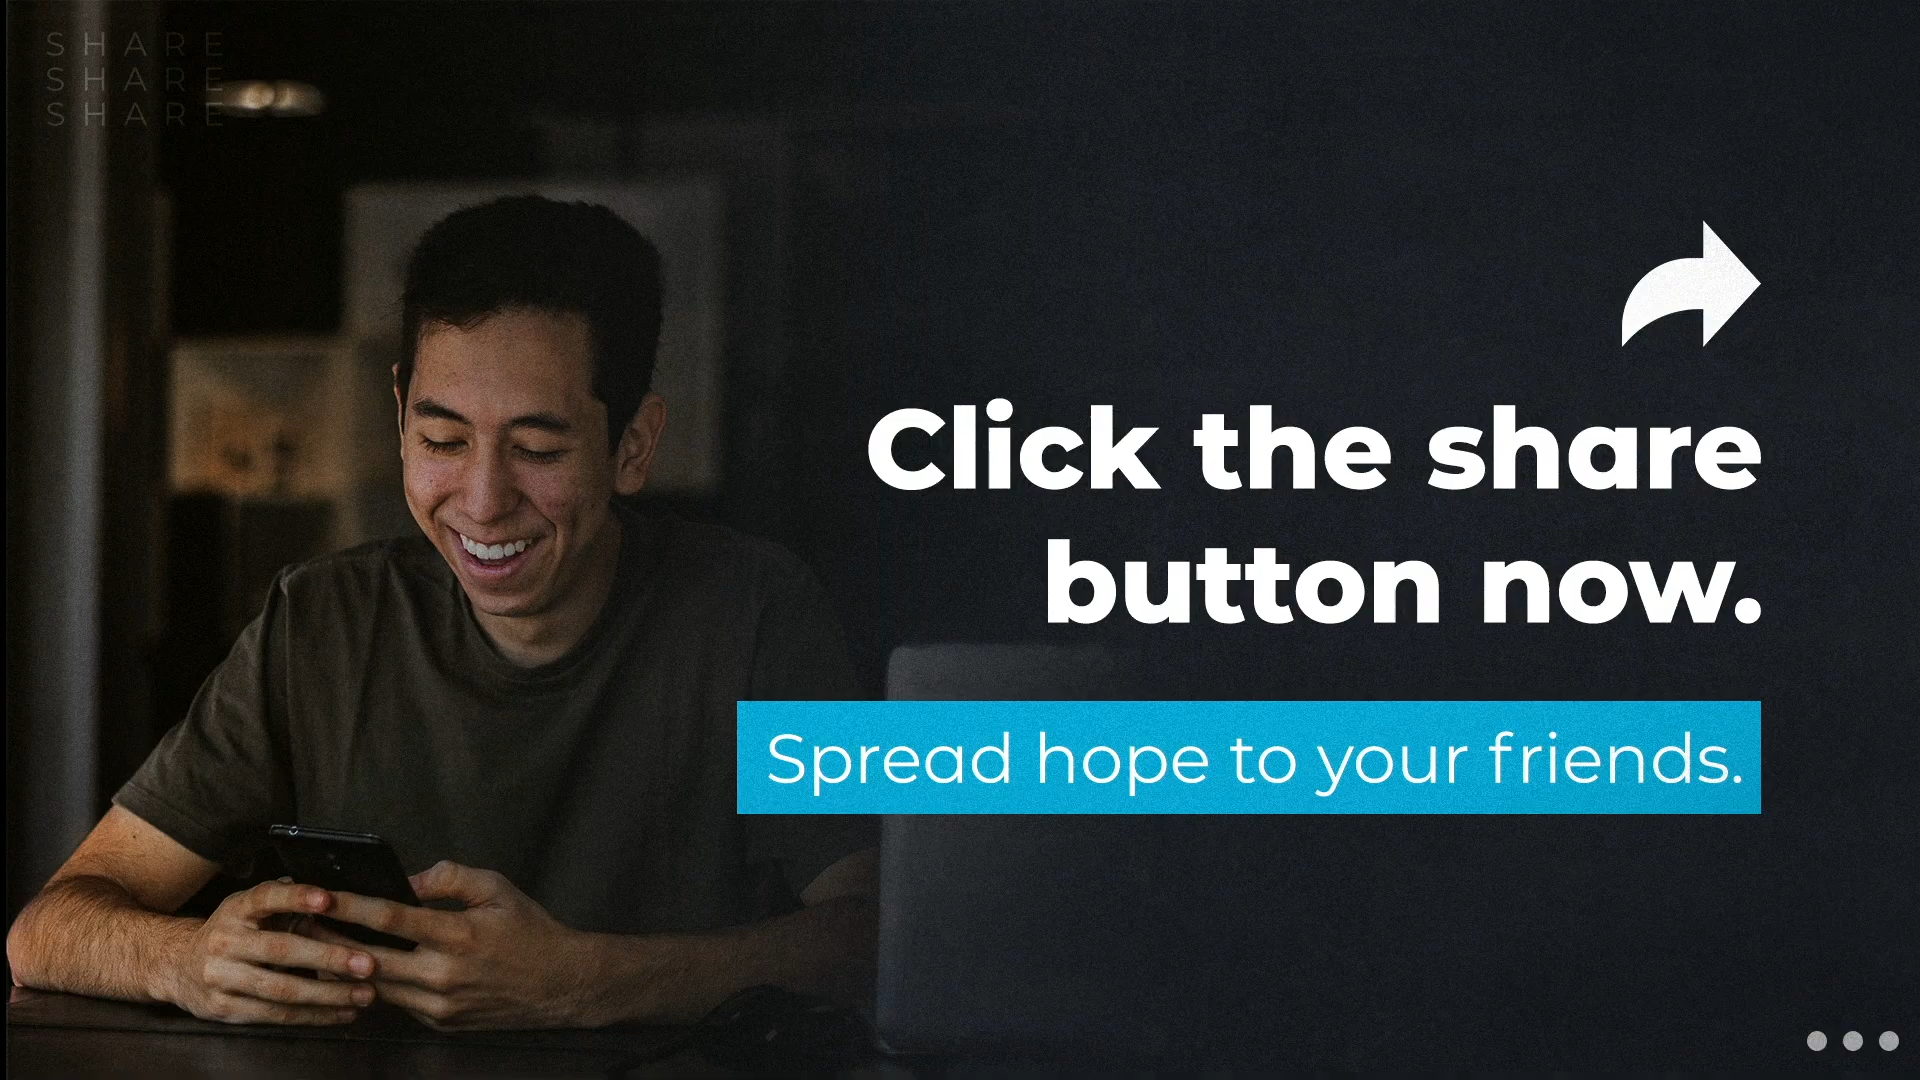 SHARE
SHARE
SHARE
Click the share
button now.
Spread hope to your friends.